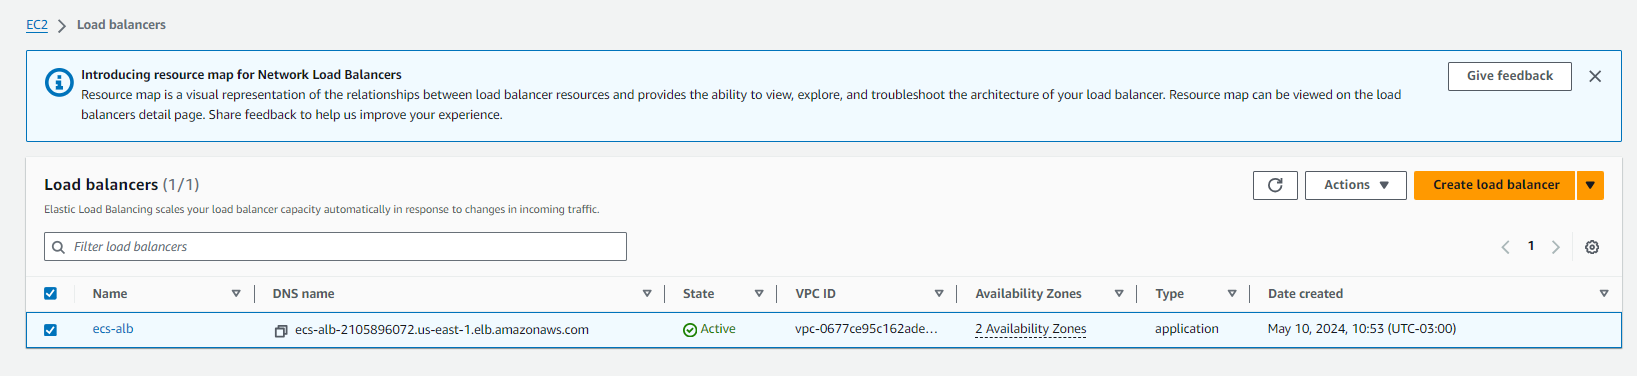 EC2 > Load balancers
Introducing resource map for Network Load Balancers
Give feedback
Resource map is a visual representation of the relationships between load balancer resources and provides the ability to view, explore, and troubleshoot the architecture of your load balancer. Resource map can be viewed on the load
balancers detail page. Share feedback to help us improve your experience.
Load balancers (1/1)
Actions
Create load balancer
Elastic Load Balancing scales your load balancer capacity automatically in response to changes in incoming traffic.
Filter load balancers
1
Name DNS name State VPC ID Availability Zones Type Date created
ecs-alb ecs-alb-2105896072.us-east-1.elb.amazonaws.com Active vpc-0677ce95c162ade... 2 Availability Zones application May 10, 2024, 10:53 (UTC-03:00)